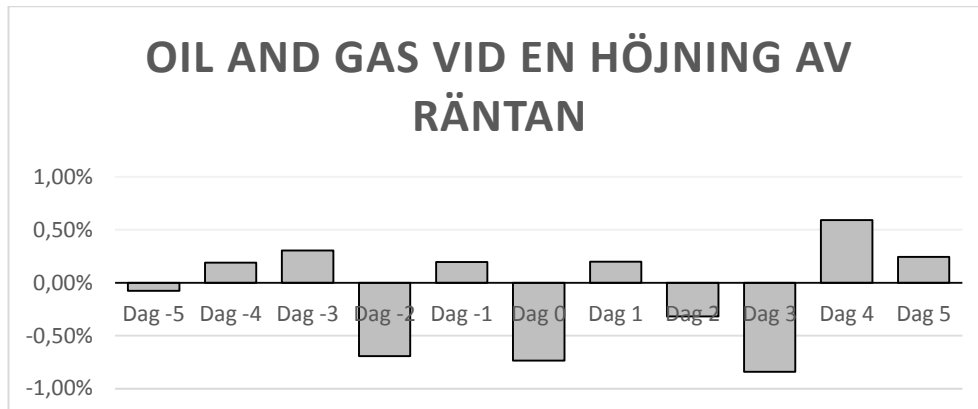 OIL AND GAS VID EN HÖJNING AV
RÄNTAN
1,00%
0,50%
0,00%
Dag -5 Dag -4 Dag -3 Dag -2 Dag -1 Dag 0 Dag 1 Dag 2 Dag 3 Dag 4 Dag 5
-0,50%
-1,00%